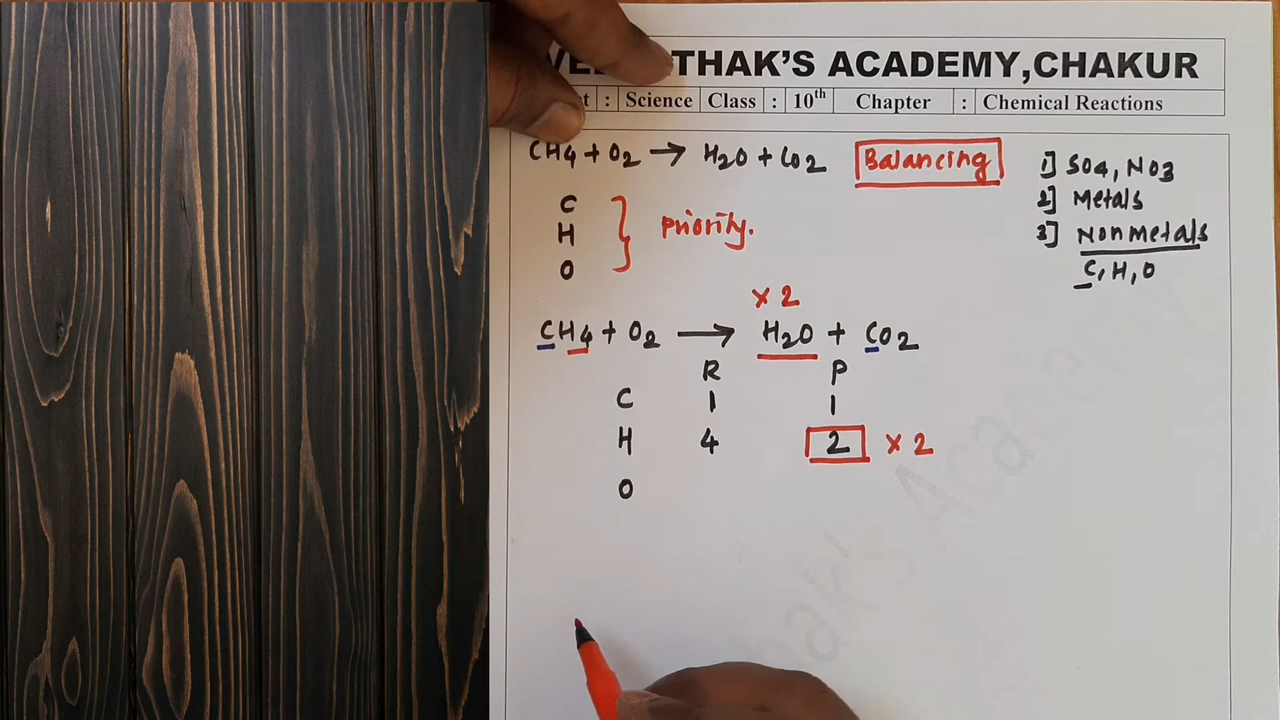 THAK'S ACADEMY,CHAKUR
: Science Class : 10th Chapter : Chemical Reactions
CH4 + O2 → H2O + CO2 Balancing
1] SO4, NO3
2] Metals
3] Nonmetals
C, H, O
C
H
O
} Priority.
× 2
CH4 + O2 → H2O + CO2
R P
C 1 1
H 4 2 × 2
O